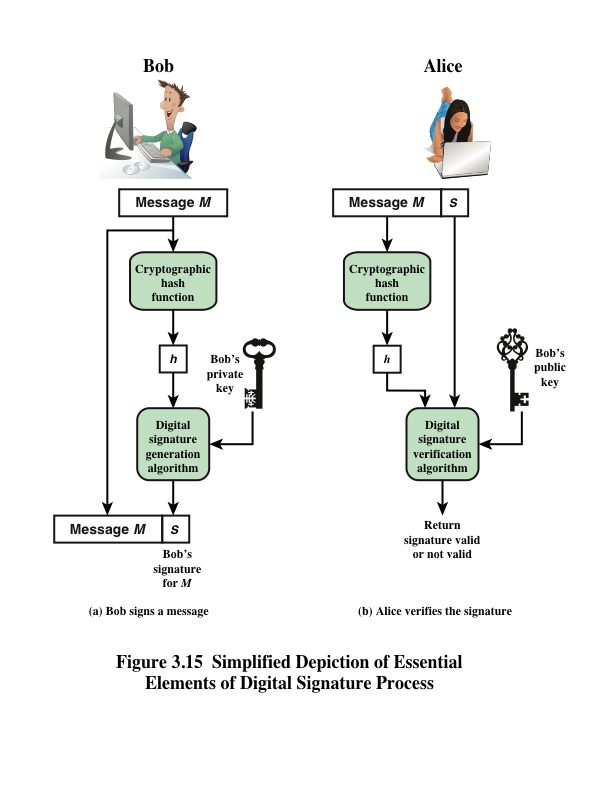 Bob
Message M
Cryptographic
hash
function
h
Bob's
private
key
Digital
signature
generation
algorithm
Message M S
Bob's
signature
for M
(a) Bob signs a message
Alice
Message M S
Cryptographic
hash
function
h
Bob's
public
key
Digital
signature
verification
algorithm
Return
signature valid
or not valid
(b) Alice verifies the signature
Figure 3.15 Simplified Depiction of Essential
Elements of Digital Signature Process